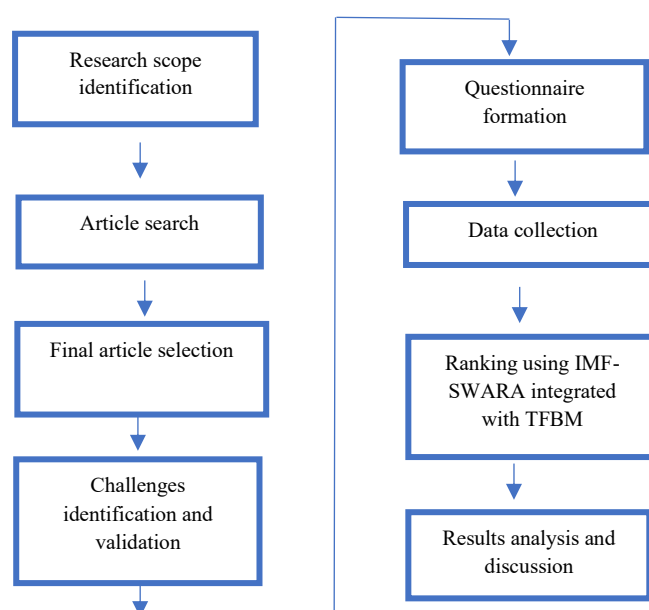 Research scope
identification
Article search
Final article selection
Challenges
identification and
validation
Questionnaire
formation
Data collection
Ranking using IMF-
SWARA integrated
with TFBM
Results analysis and
discussion